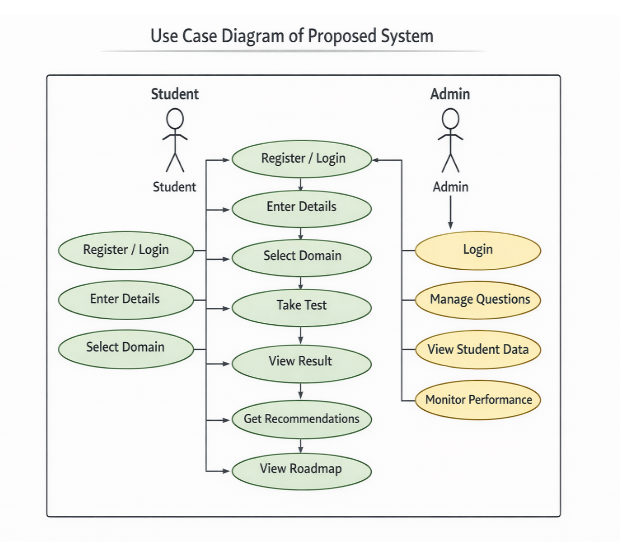 Use Case Diagram of Proposed System
Student
Admin
Student
Admin
Register / Login
Enter Details
Select Domain
Take Test
View Result
Get Recommendations
View Roadmap
Register / Login
Enter Details
Select Domain
Login
Manage Questions
View Student Data
Monitor Performance